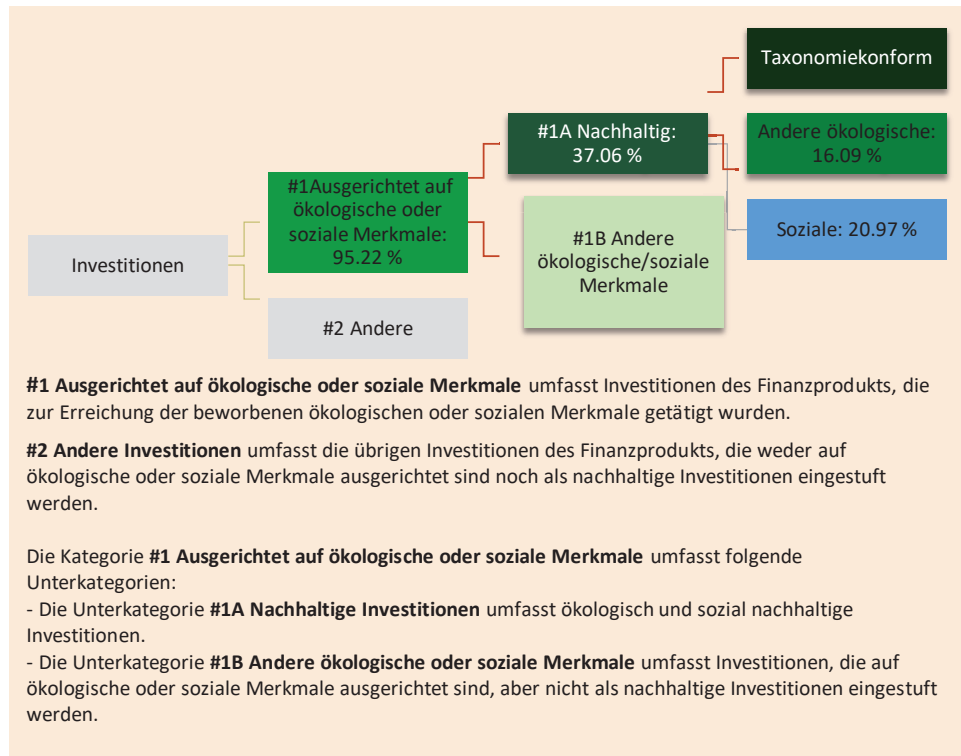 Taxonomiekonform
#1A Nachhaltig:
37.06 %
Andere ökologische:
16.09 %
#1Ausgerichtet auf
ökologische oder
soziale Merkmale:
95.22 %
#1B Andere
ökologische/soziale
Merkmale
Soziale: 20.97 %
Investitionen
#2 Andere
#1 Ausgerichtet auf ökologische oder soziale Merkmale umfasst Investitionen des Finanzprodukts, die
zur Erreichung der beworbenen ökologischen oder sozialen Merkmale getätigt wurden.
#2 Andere Investitionen umfasst die übrigen Investitionen des Finanzprodukts, die weder auf
ökologische oder soziale Merkmale ausgerichtet sind noch als nachhaltige Investitionen eingestuft
werden.
Die Kategorie #1 Ausgerichtet auf ökologische oder soziale Merkmale umfasst folgende
Unterkategorien:
- Die Unterkategorie #1A Nachhaltige Investitionen umfasst ökologisch und sozial nachhaltige
Investitionen.
- Die Unterkategorie #1B Andere ökologische oder soziale Merkmale umfasst Investitionen, die auf
ökologische oder soziale Merkmale ausgerichtet sind, aber nicht als nachhaltige Investitionen eingestuft
werden.